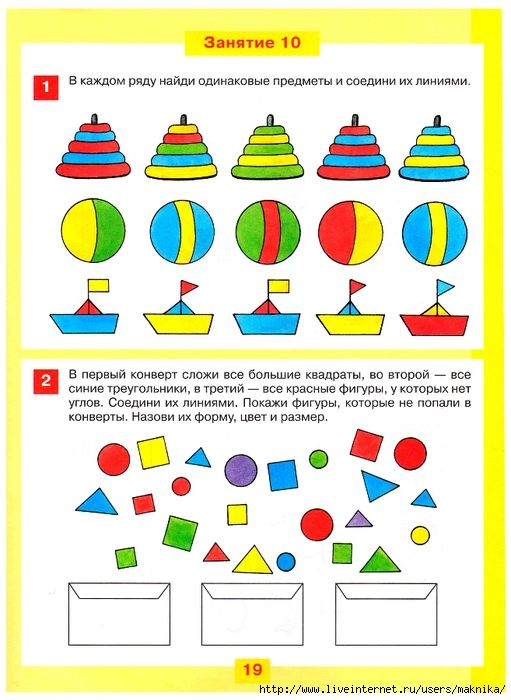 Занятие 10
1
В каждом ряду найди одинаковые предметы и соедини их линиями.
2
В первый конверт сложи все большие квадраты, во второй — все
синие треугольники, в третий — все красные фигуры, у которых нет
углов. Соедини их линиями. Покажи фигуры, которые не попали в
конверты. Назови их форму, цвет и размер.
19
http://www.liveinternet.ru/users/maknika/